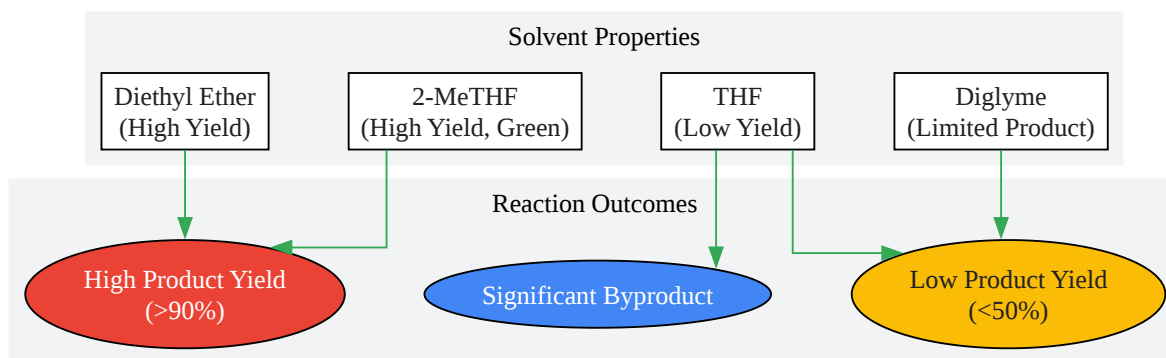 Solvent Properties
Diethyl Ether
(High Yield)
2-MeTHF
(High Yield, Green)
THF
(Low Yield)
Diglyme
(Limited Product)
Reaction Outcomes
High Product Yield
(>90%)
Significant Byproduct
Low Product Yield
(<50%)